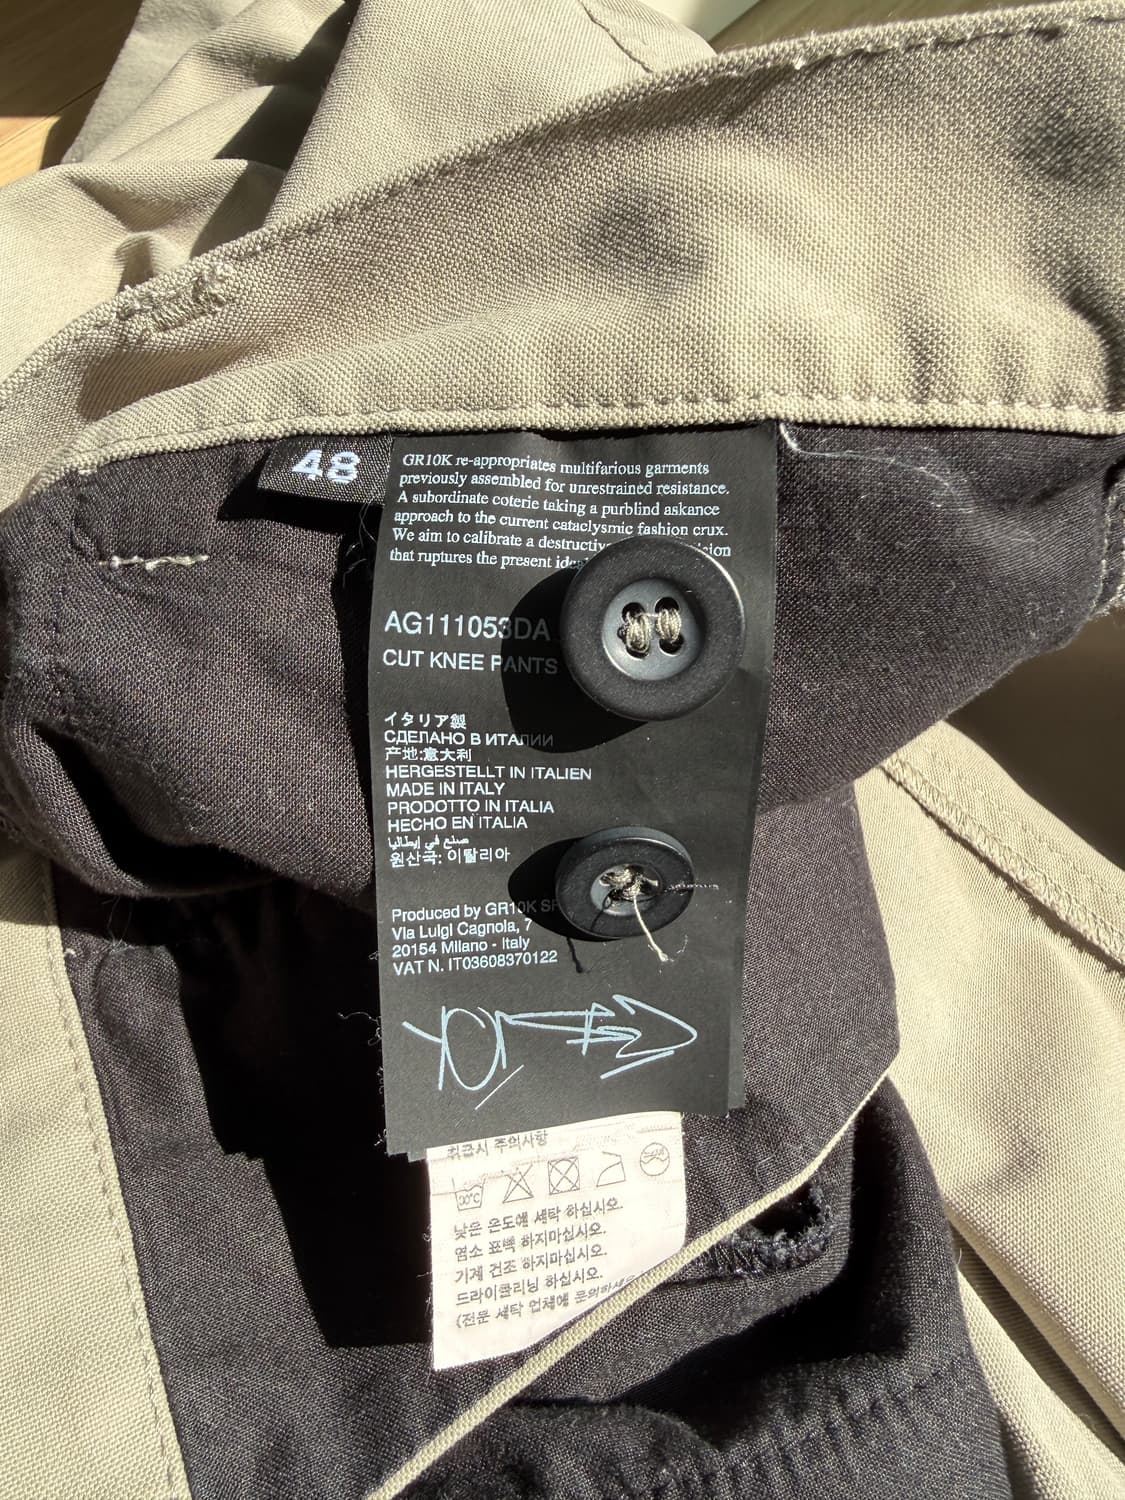 48
GR10K re-appropriates multifarious garments
previously assembled for unrestrained resistance.
A subordinate coterie taking a purblind askance
approach to the current cataclysmic fashion crux.
We aim to calibrate a
that ruptures the present
AG111053DA
CUT KNEE PANTS
イタリア製
СДЕЛАНО В ИТАЛИИ
产地:意大利
HERGESTELLT IN ITALIEN
MADE IN ITALY
PRODOTTO IN ITALIA
HECHO EN ITALIA
صنع في إيطاليا
원산국: 이탈리아
Produced by GR10K
Via Luigi Cagnola, 7
20154 Milano - Italy
VAT N. IT03608370122
취급시 주의사항
30°C
낮은 온도에 세탁 하십시오.
염소 표백 하지마십시오.
기계 건조 하지마십시오.
드라이클리닝 하십시오.
(전문 세탁 업체에 문의하세요